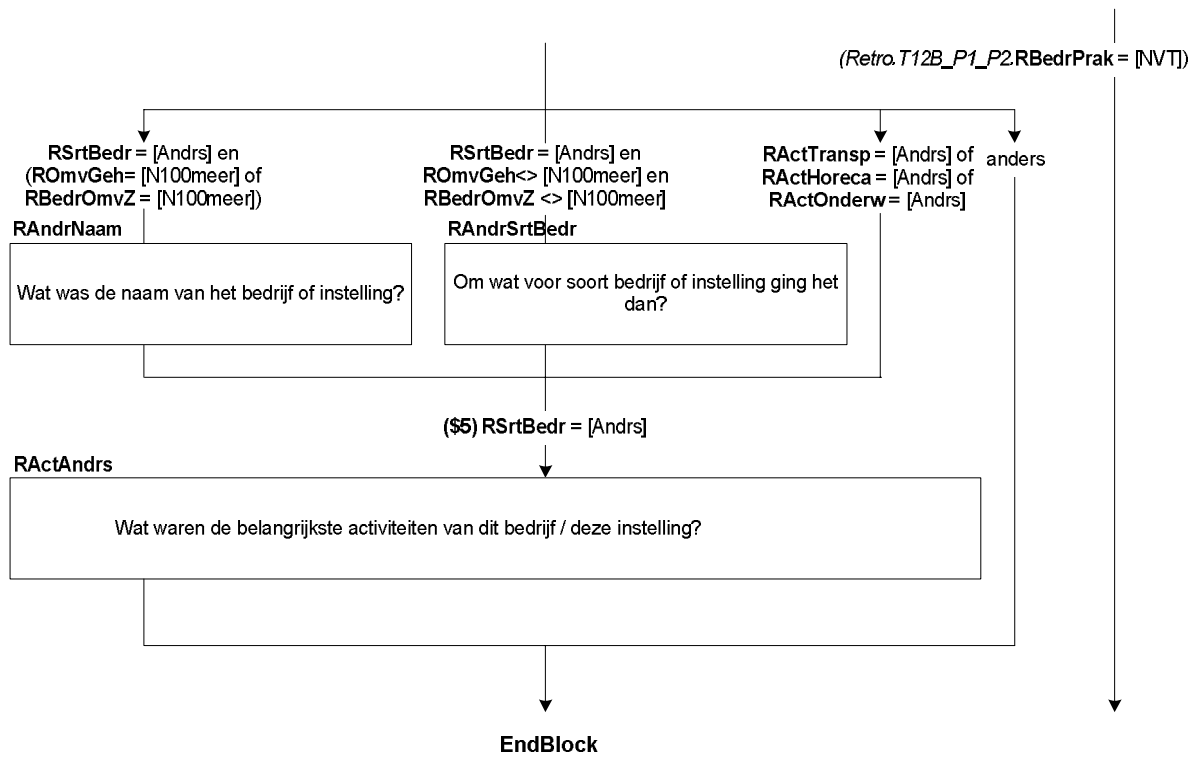 (Retro.T12B_P1_P2.RBedrPrak = [NVT])
RSrtBedr = [Andrs] en
(ROmvGeh= [N100meer] of
RBedrOmvZ = [N100meer])
RSrtBedr = [Andrs] en
ROmvGeh<> [N100meer] en
RBedrOmvZ <> [N100meer]
RActTransp = [Andrs] of
RActHoreca = [Andrs] of
RActOnderw = [Andrs]
anders
RAndrNaam
Wat was de naam van het bedrijf of instelling?
RAndrSrtBedr
Om wat voor soort bedrijf of instelling ging het
dan?
($5) RSrtBedr = [Andrs]
RActAndrs
Wat waren de belangrijkste activiteiten van dit bedrijf / deze instelling?
EndBlock